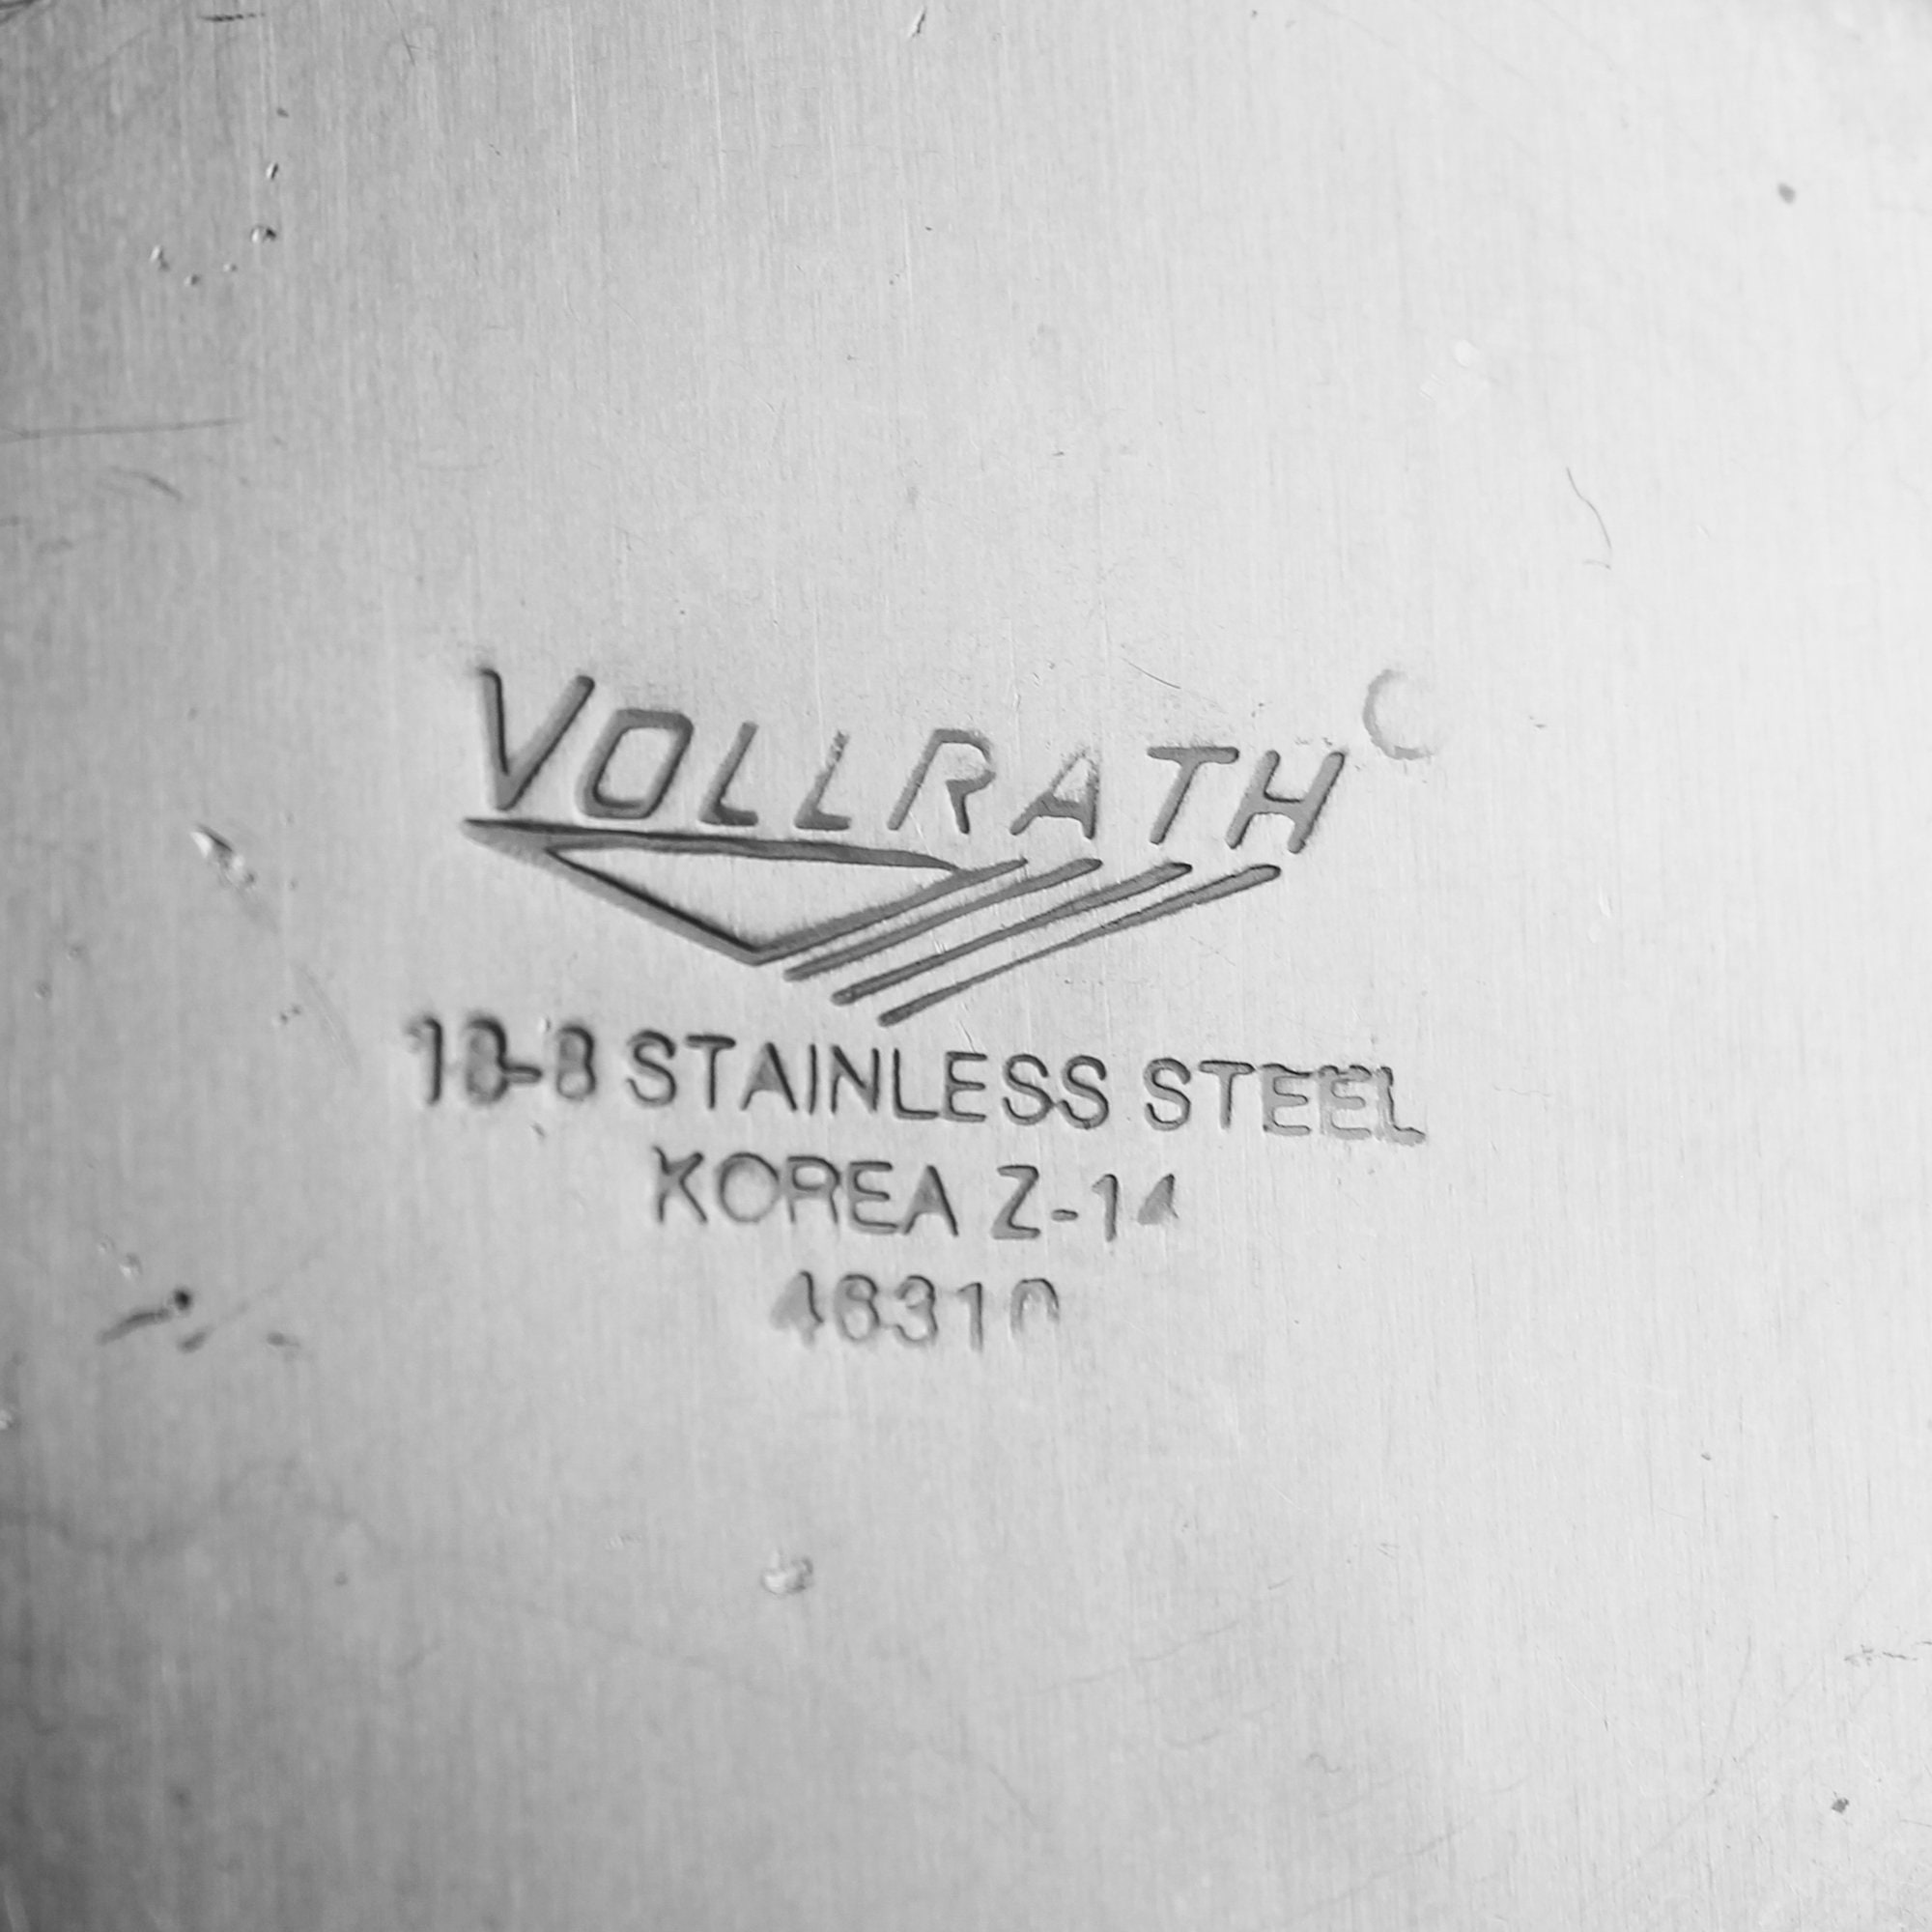 VOLLRATH
18-8 STAINLESS STEEL
KOREA Z-14
46310